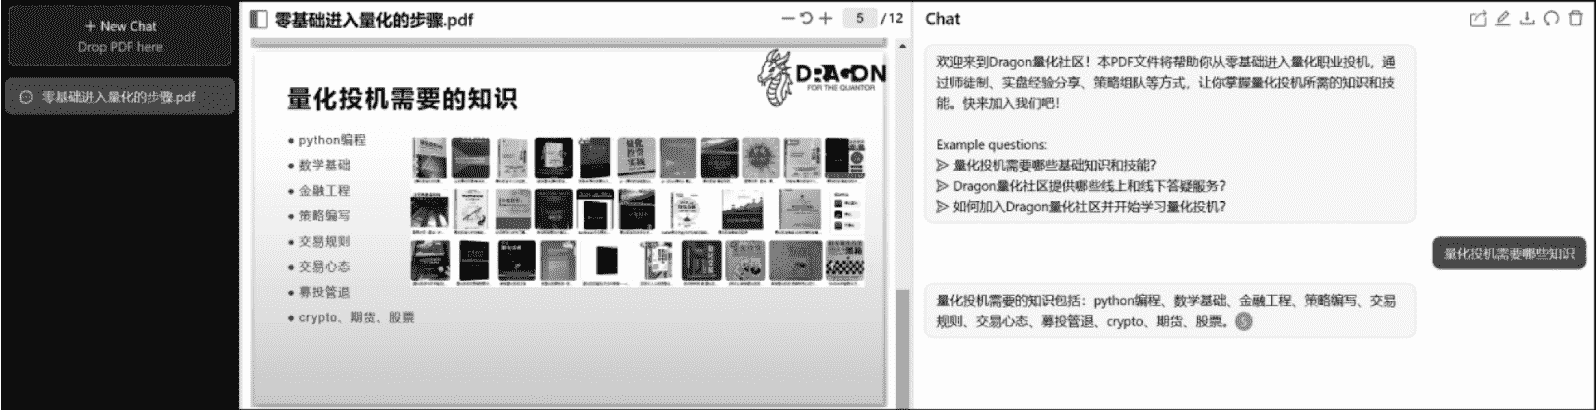 + New Chat
Drop PDF here
零基础进入量化的步骤.pdf
零基础进入量化的步骤.pdf
5 / 12
DRAGON
FOR THE QUANTOR
量化投机需要的知识
• python编程
• 数学基础
• 金融工程
• 策略编写
• 交易规则
• 交易心态
• 募投管退
• crypto、期货、股票
Chat
欢迎来到Dragon量化社区！本PDF文件将帮助你从零基础进入量化职业投机，通
过师徒制、实盘经验分享、策略组队等方式，让你掌握量化投机所需的知识和技
能。快来加入我们吧！
Example questions:
量化投机需要哪些基础知识和技能?
Dragon量化社区提供哪些线上和线下答疑服务?
如何加入Dragon量化社区并开始学习量化投机?
量化投机需要哪些知识
量化投机需要的知识包括：python编程、数学基础、金融工程、策略编写、交易
规则、交易心态、募投管退、crypto、期货、股票。 5